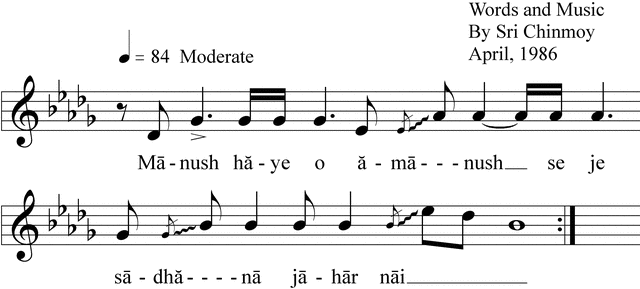 Words and Music
By Sri Chinmoy
April, 1986
= 84 Moderate
Mā - nush hă - ye o ă - mā - - - nush se je
sā - dhă - - - - nā jā - hār nāi